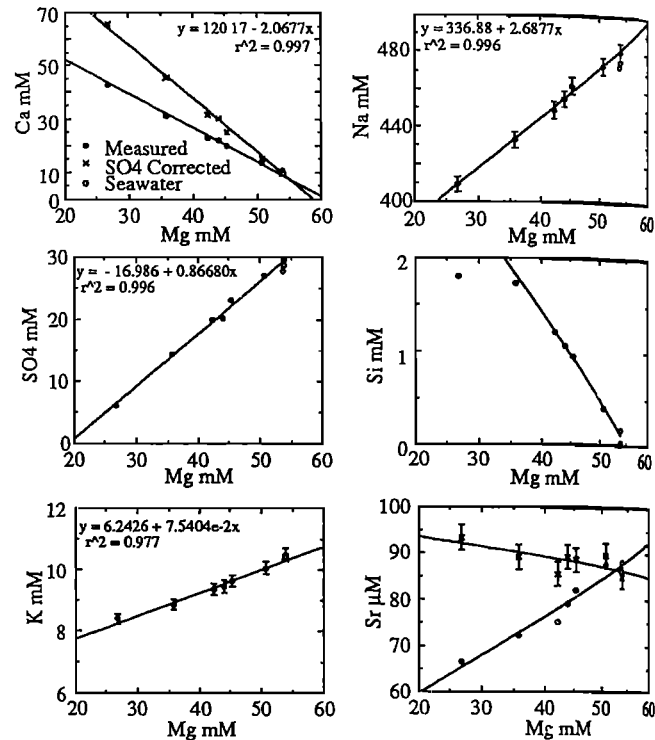 70
60
50
40
30
20
10
0
Ca mM
y = 120 17 - 2.0677x
r^2 = 0.997
Measured
SO4 Corrected
Seawater
20 30 40 50 60
Mg mM
480
440
400
Na mM
y = 336.88 + 2.6877x
r^2 = 0.996
20 30 40 50 60
Mg mM
30
20
10
0
SO4 mM
y = - 16.986 + 0.86680x
r^2 = 0.996
20 30 40 50 60
Mg mM
2
1
0
Si mM
20 30 40 50 60
Mg mM
12
10
8
6
K mM
y = 6.2426 + 7.5404e-2x
r^2 = 0.977
20 30 40 50 60
Mg mM
100
90
80
70
60
Sr µM
20 30 40 50 60
Mg mM